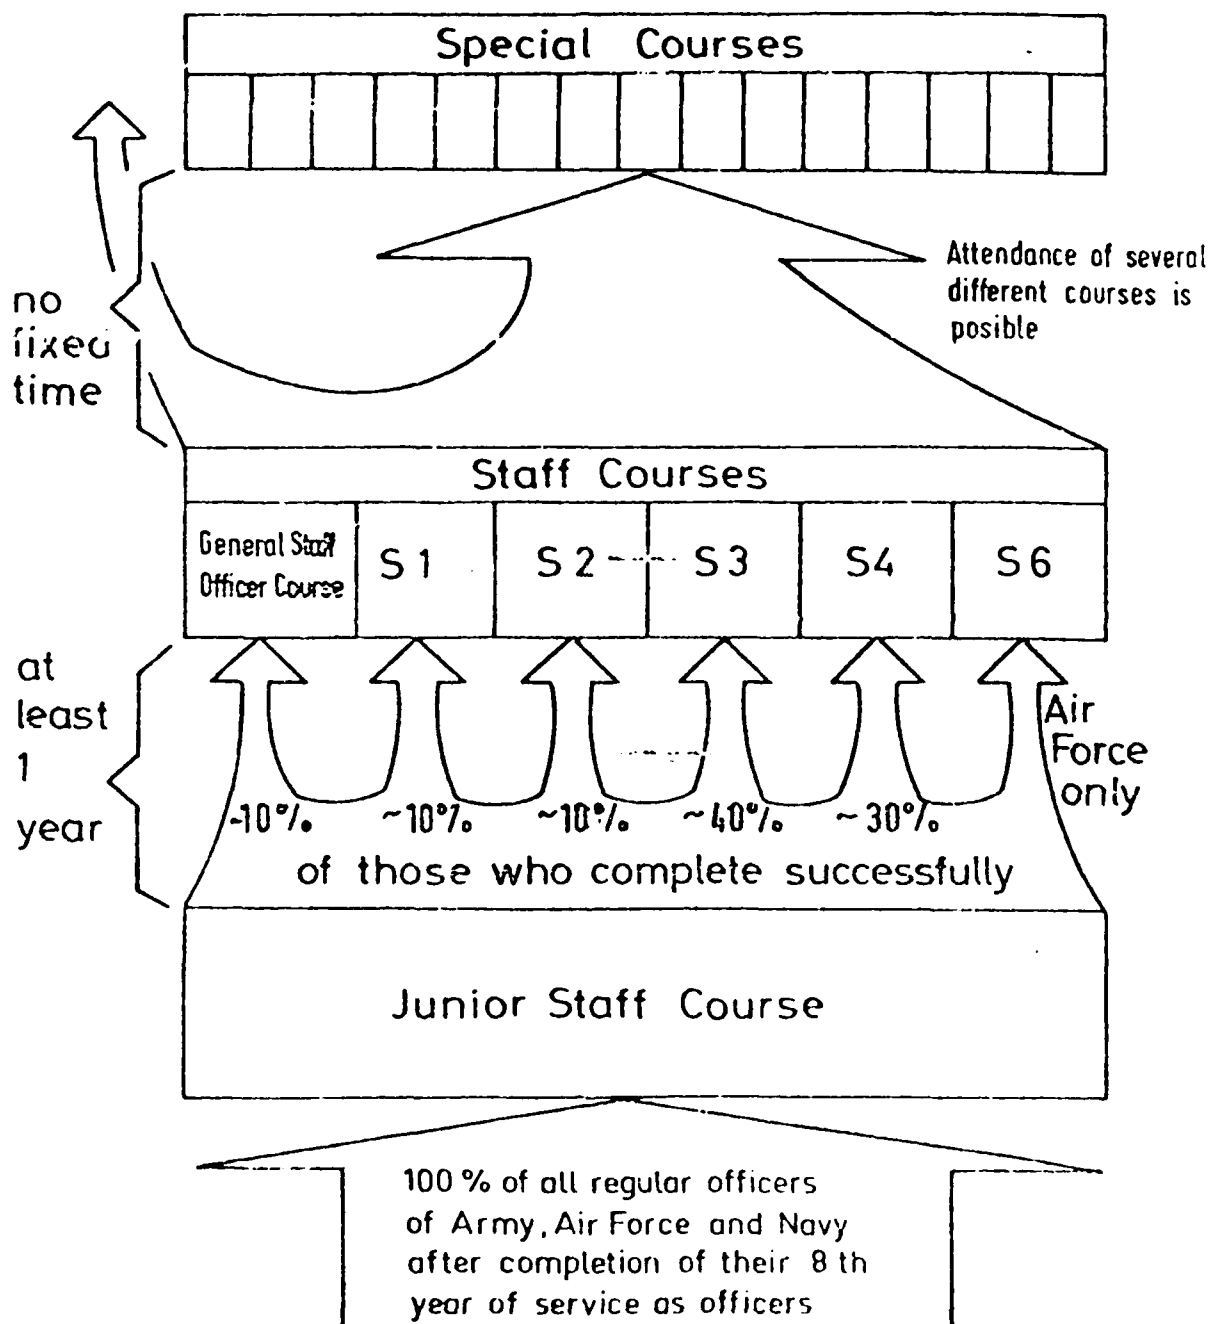 Special Courses
Attendance of several
different courses is
posible
no
fixed
time
Staff Courses
General Staff
Officer Course
S 1
S 2
S 3
S4
S 6
at
least
1
year
Air
Force
only
~10%
~10%
~10%
~40%
~30%
of those who complete successfully
Junior Staff Course
100 % of all regular officers
of Army, Air Force and Navy
after completion of their 8 th
year of service as officers